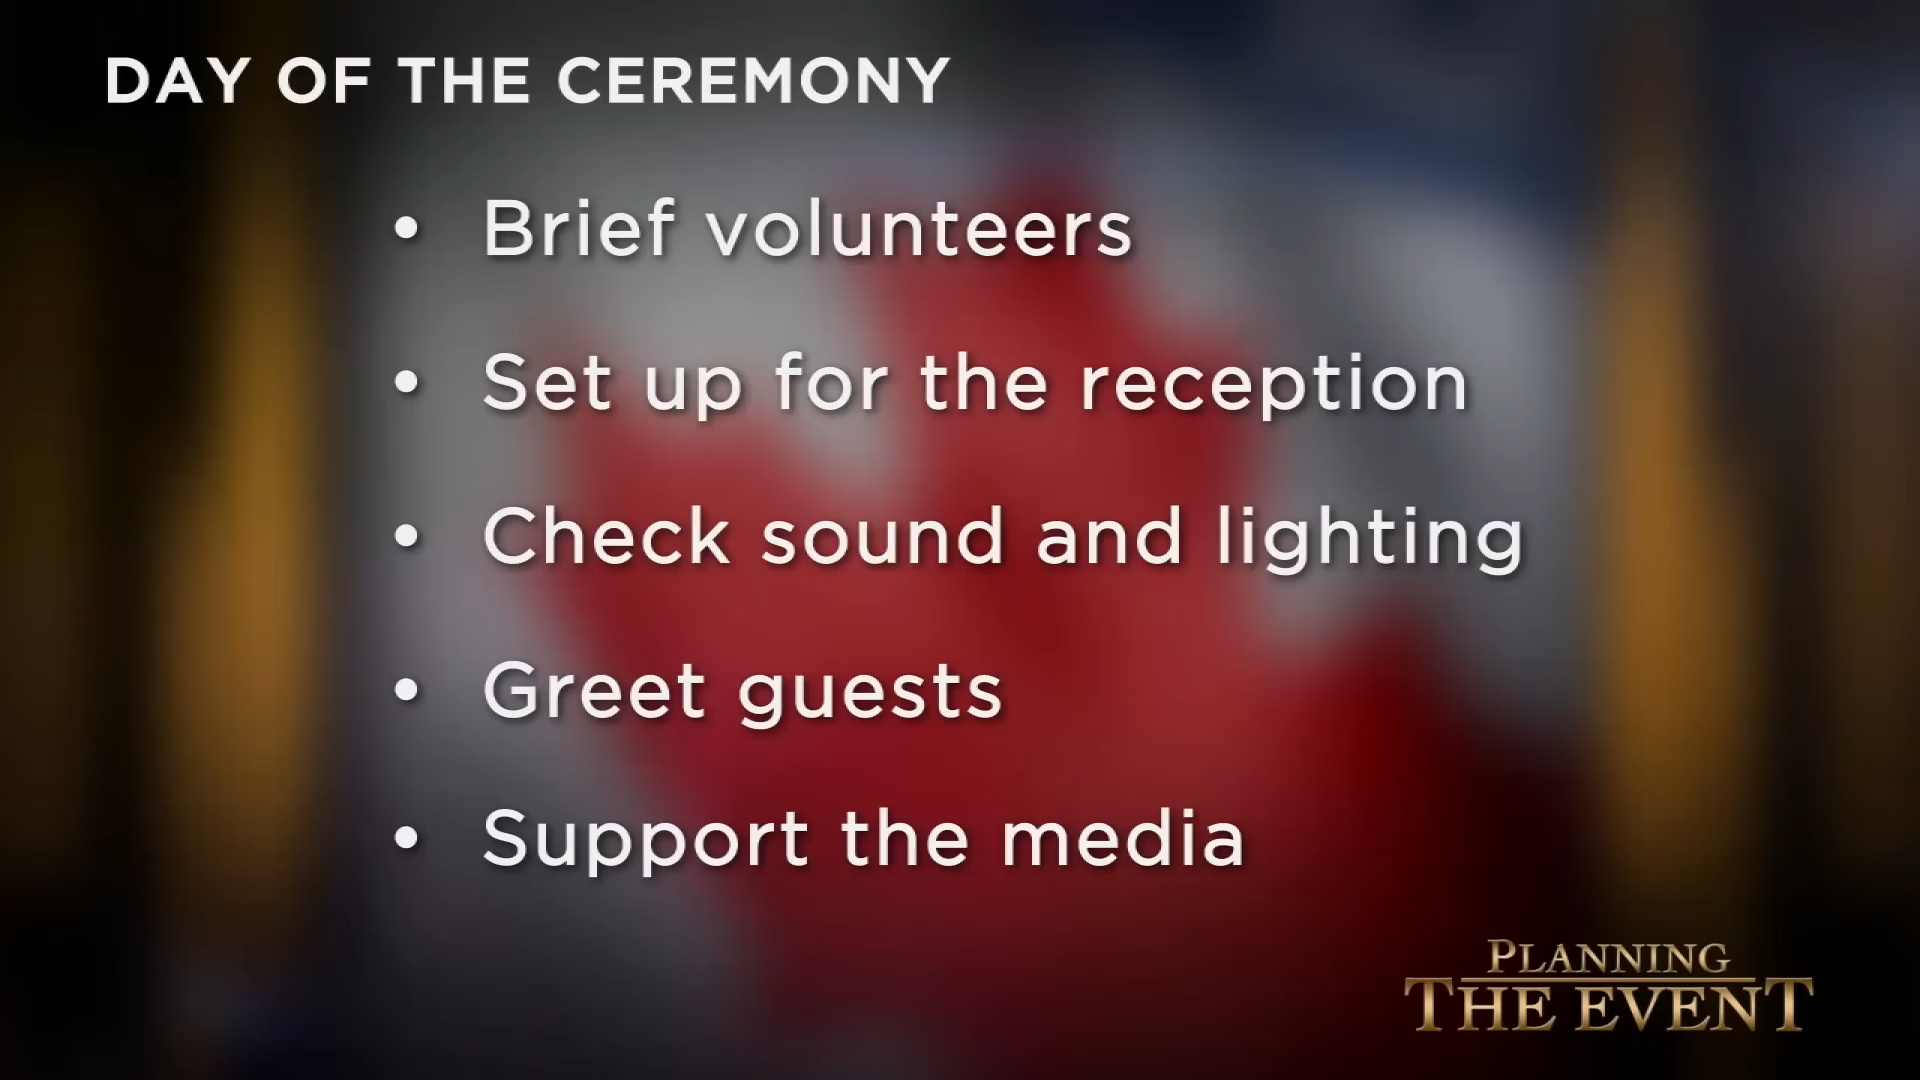 DAY OF THE CEREMONY
• Brief volunteers
• Set up for the reception
• Check sound and lighting
• Greet guests
• Support the media
PLANNING
THE EVENT